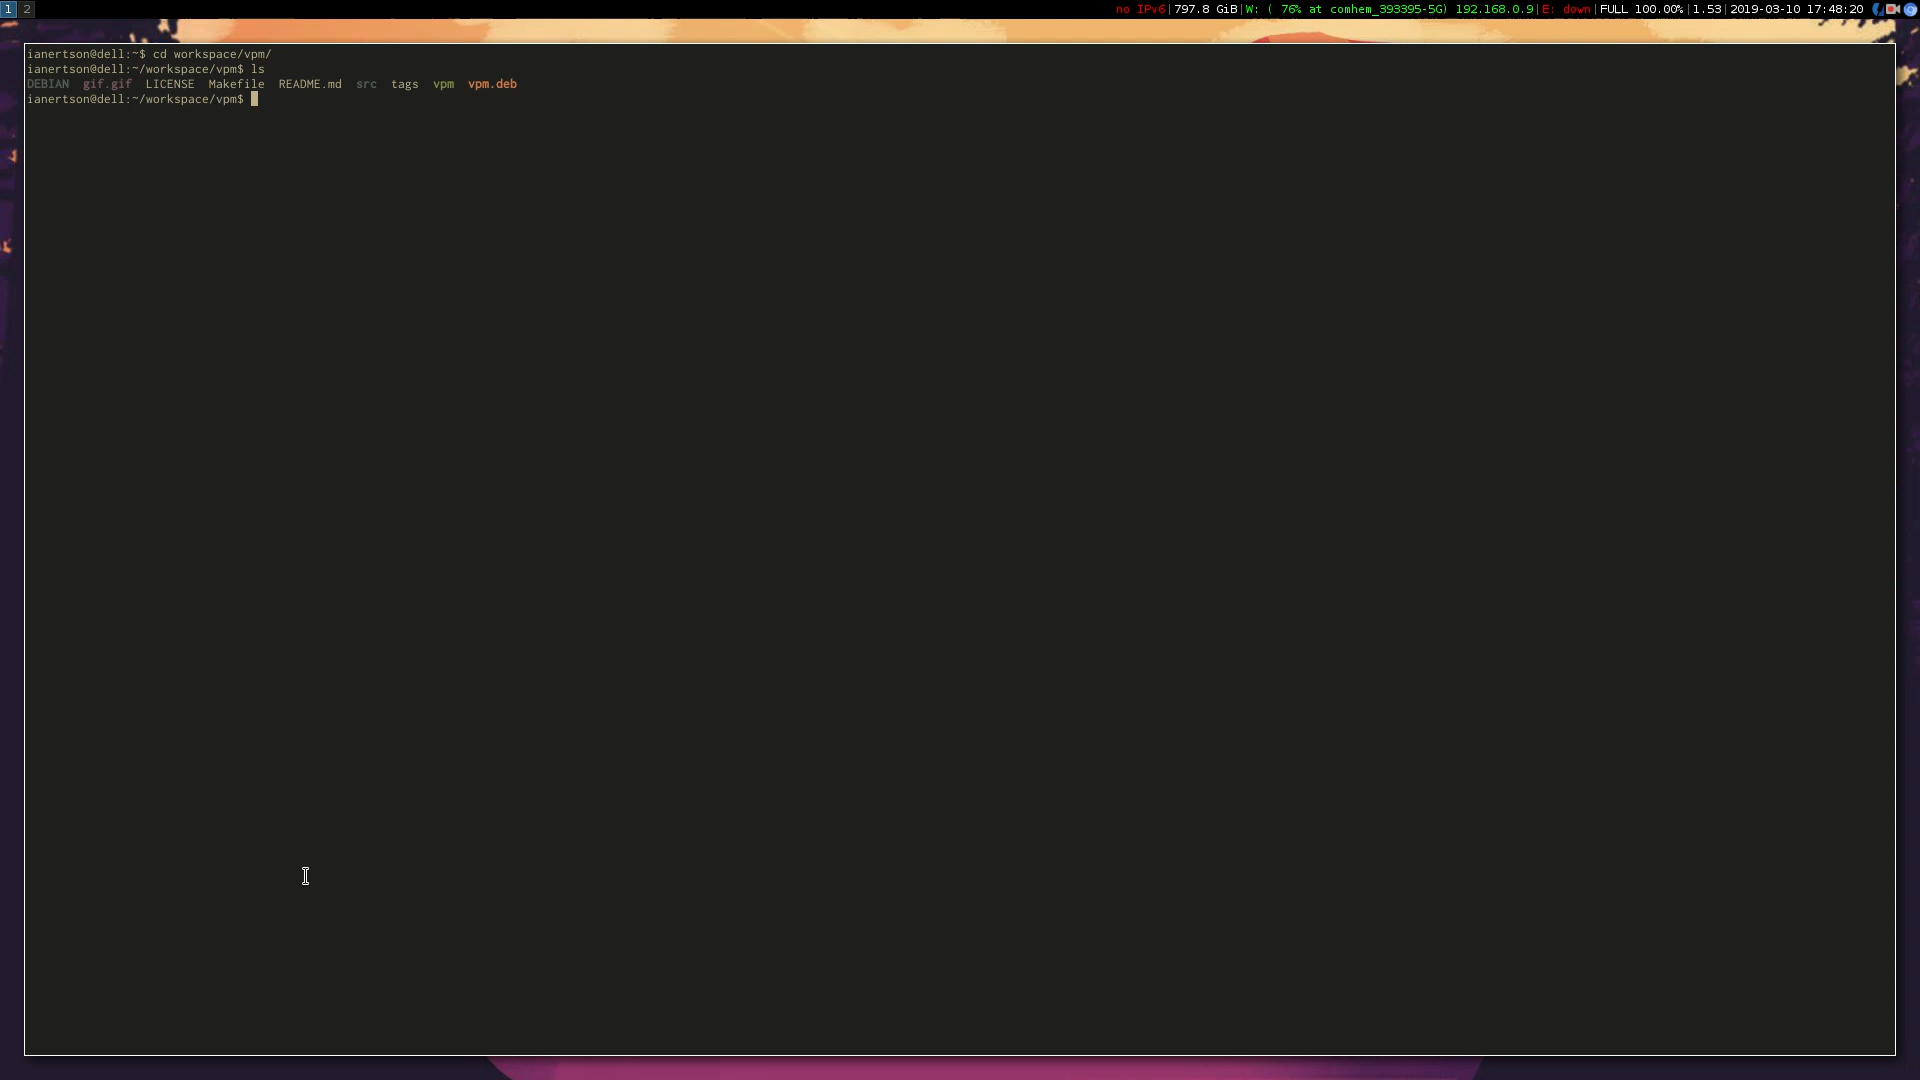 1 2 no IPv6|797.8 GiB|W: ( 76% at comhem_393395-5G) 192.168.0.9|E: down|FULL 100.00%|1.53|2019-03-10 17:48:20
ianertson@dell:~$ cd workspace/vpm/
ianertson@dell:~/workspace/vpm$ ls
DEBIAN gif.gif LICENSE Makefile README.md src tags vpm vpm.deb
ianertson@dell:~/workspace/vpm$